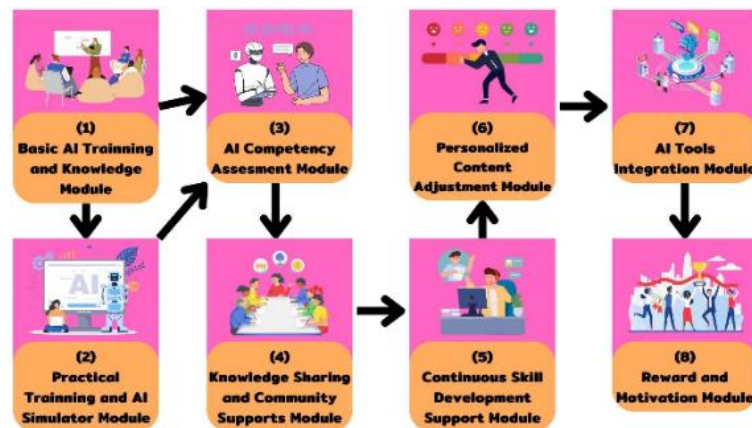 (1)
Basic AI Trainning
and Knowledge
Module
(2)
Practical
Trainning and AI
Simulator Module
(3)
AI Competency
Assesment Module
(4)
Knowledge Sharing
and Community
Supports Module
(5)
Continuous Skill
Development
Support Module
(6)
Personalized
Content
Adjustment Module
(7)
AI Tools
Integration Module
(8)
Reward and
Motivation Module
AI